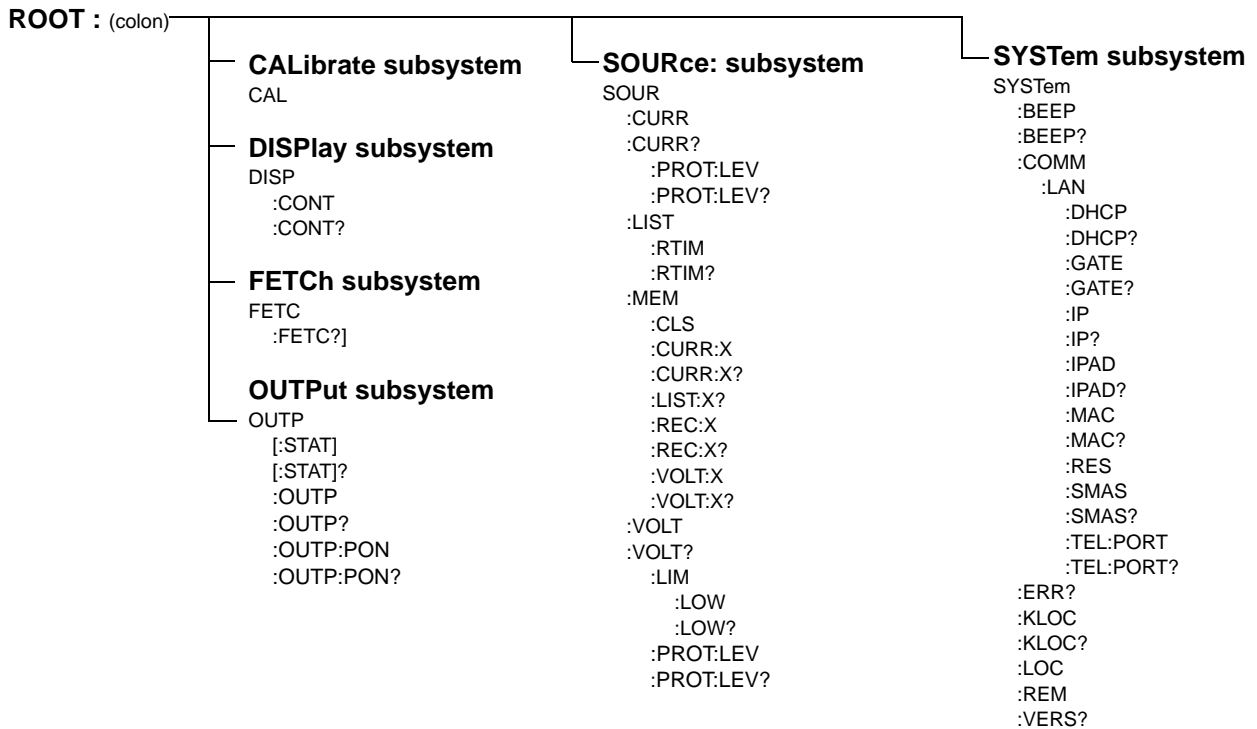 ROOT : (colon)
CALibrate subsystem
CAL
DISPlay subsystem
DISP
:CONT
:CONT?
FETCh subsystem
FETC
:FETC?]
OUTPut subsystem
OUTP
[:STAT]
[:STAT]?
:OUTP
:OUTP?
:OUTP:PON
:OUTP:PON?
SOURce: subsystem
SOUR
:CURR
:CURR?
:PROT:LEV
:PROT:LEV?
:LIST
:RTIM
:RTIM?
:MEM
:CLS
:CURR:X
:CURR:X?
:LIST:X?
:REC:X
:REC:X?
:VOLT:X
:VOLT:X?
:VOLT
:VOLT?
:LIM
:LOW
:LOW?
:PROT:LEV
:PROT:LEV?
SYSTem subsystem
SYSTem
:BEEP
:BEEP?
:COMM
:LAN
:DHCP
:DHCP?
:GATE
:GATE?
:IP
:IP?
:IPAD
:IPAD?
:MAC
:MAC?
:RES
:SMAS
:SMAS?
:TEL:PORT
:TEL:PORT?
:ERR?
:KLOC
:KLOC?
:LOC
:REM
:VERS?